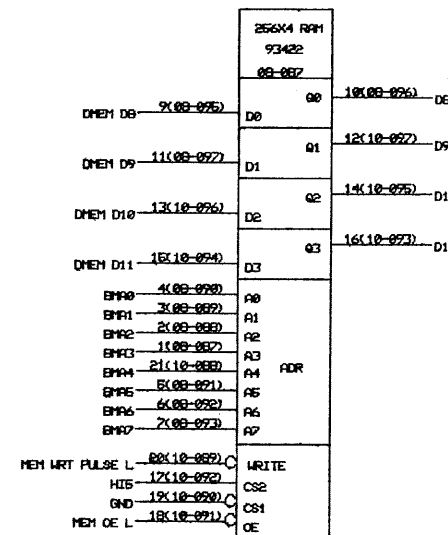 256X4 RAM
93422
08-087
DMEM D8 9(08-095) D0 Q0 10(08-096) D8
DMEM D9 11(08-097) D1 Q1 12(10-097) D9
DMEM D10 13(10-096) D2 Q2 14(10-095) D1
DMEM D11 15(10-094) D3 Q3 16(10-093) D1
BMA0 4(08-090) A0
BMA1 3(08-089) A1
BMA2 2(08-088) A2
BMA3 1(08-087) A3
BMA4 21(10-088) A4 ADR
BMA5 5(08-091) A5
BMA6 6(08-092) A6
BMA7 7(08-093) A7
MEM WRT PULSE L 20(10-089) WRITE
HI5 17(10-092) CS2
GND 19(10-090) CS1
MEM OE L 18(10-091) OE